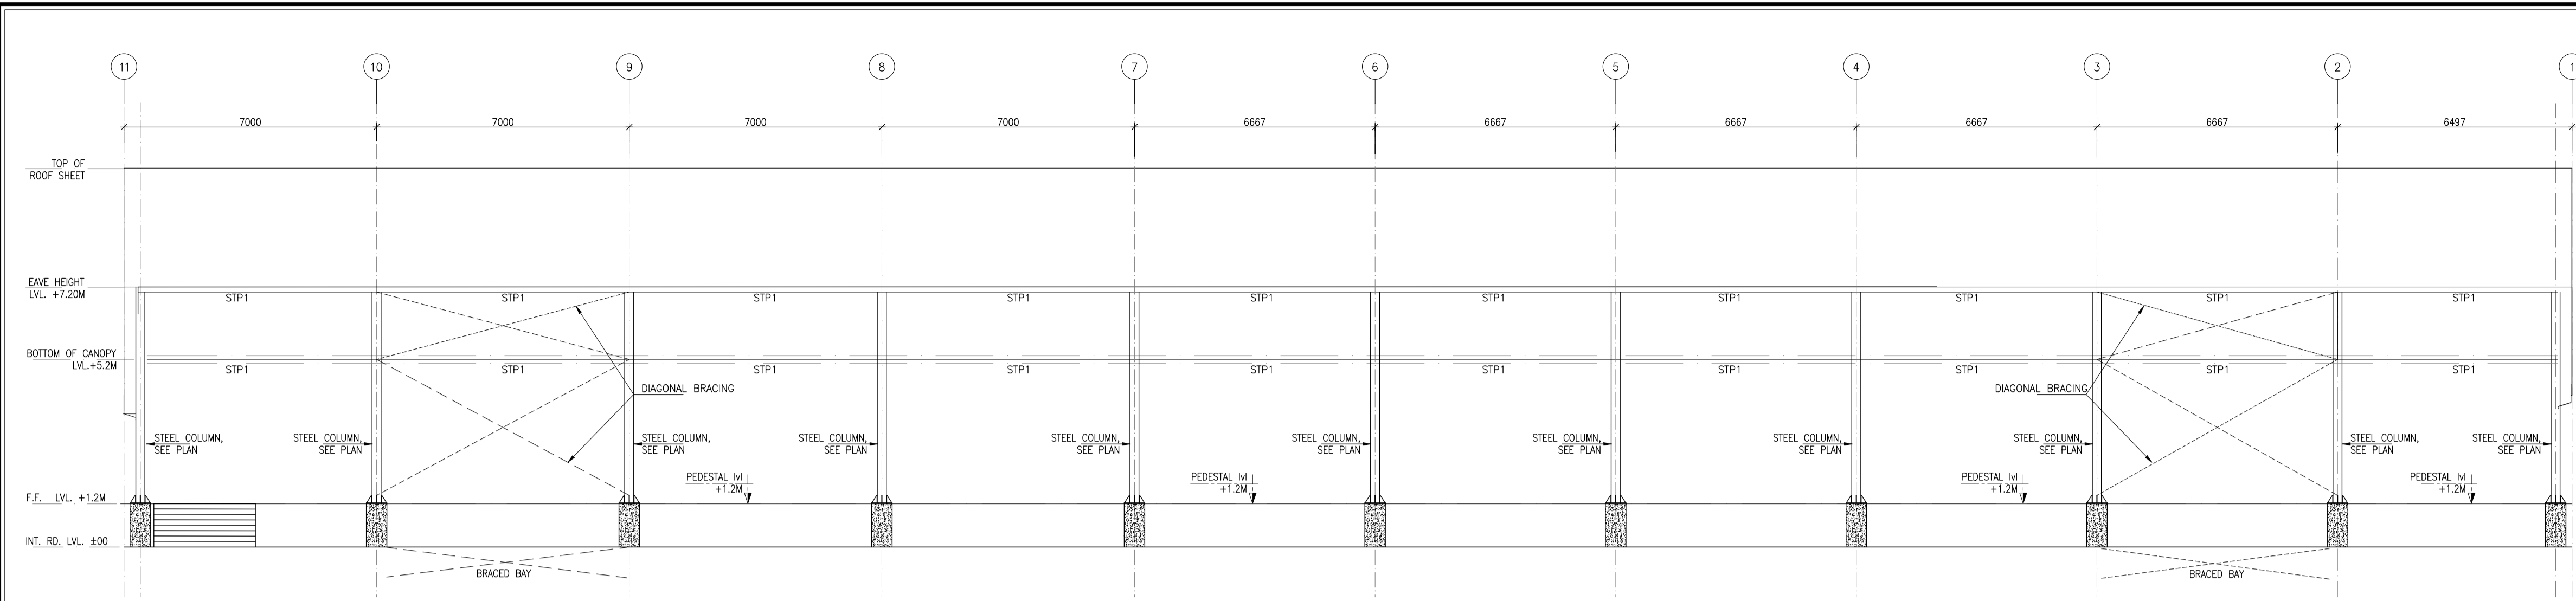 11 10 9 8 7 6 5 4 3 2 1
7000 7000 7000 7000 6667 6667 6667 6667 6667 6497
TOP OF
ROOF SHEET
EAVE HEIGHT
LVL. +7.20M
STP1 STP1 STP1 STP1 STP1 STP1 STP1 STP1 STP1 STP1
BOTTOM OF CANOPY
LVL.+5.2M
STP1 STP1 STP1 STP1 STP1 STP1 STP1 STP1 STP1 STP1
DIAGONAL BRACING
DIAGONAL BRACING
STEEL COLUMN,
SEE PLAN
STEEL COLUMN,
SEE PLAN
STEEL COLUMN,
SEE PLAN
STEEL COLUMN,
SEE PLAN
STEEL COLUMN,
SEE PLAN
STEEL COLUMN,
SEE PLAN
STEEL COLUMN,
SEE PLAN
STEEL COLUMN,
SEE PLAN
STEEL COLUMN,
SEE PLAN
STEEL COLUMN,
SEE PLAN
STEEL COLUMN,
SEE PLAN
PEDESTAL lvl
+1.2M
PEDESTAL lvl
+1.2M
PEDESTAL lvl
+1.2M
PEDESTAL lvl
+1.2M
F.F. LVL. +1.2M
INT. RD. LVL. ±00
BRACED BAY
BRACED BAY